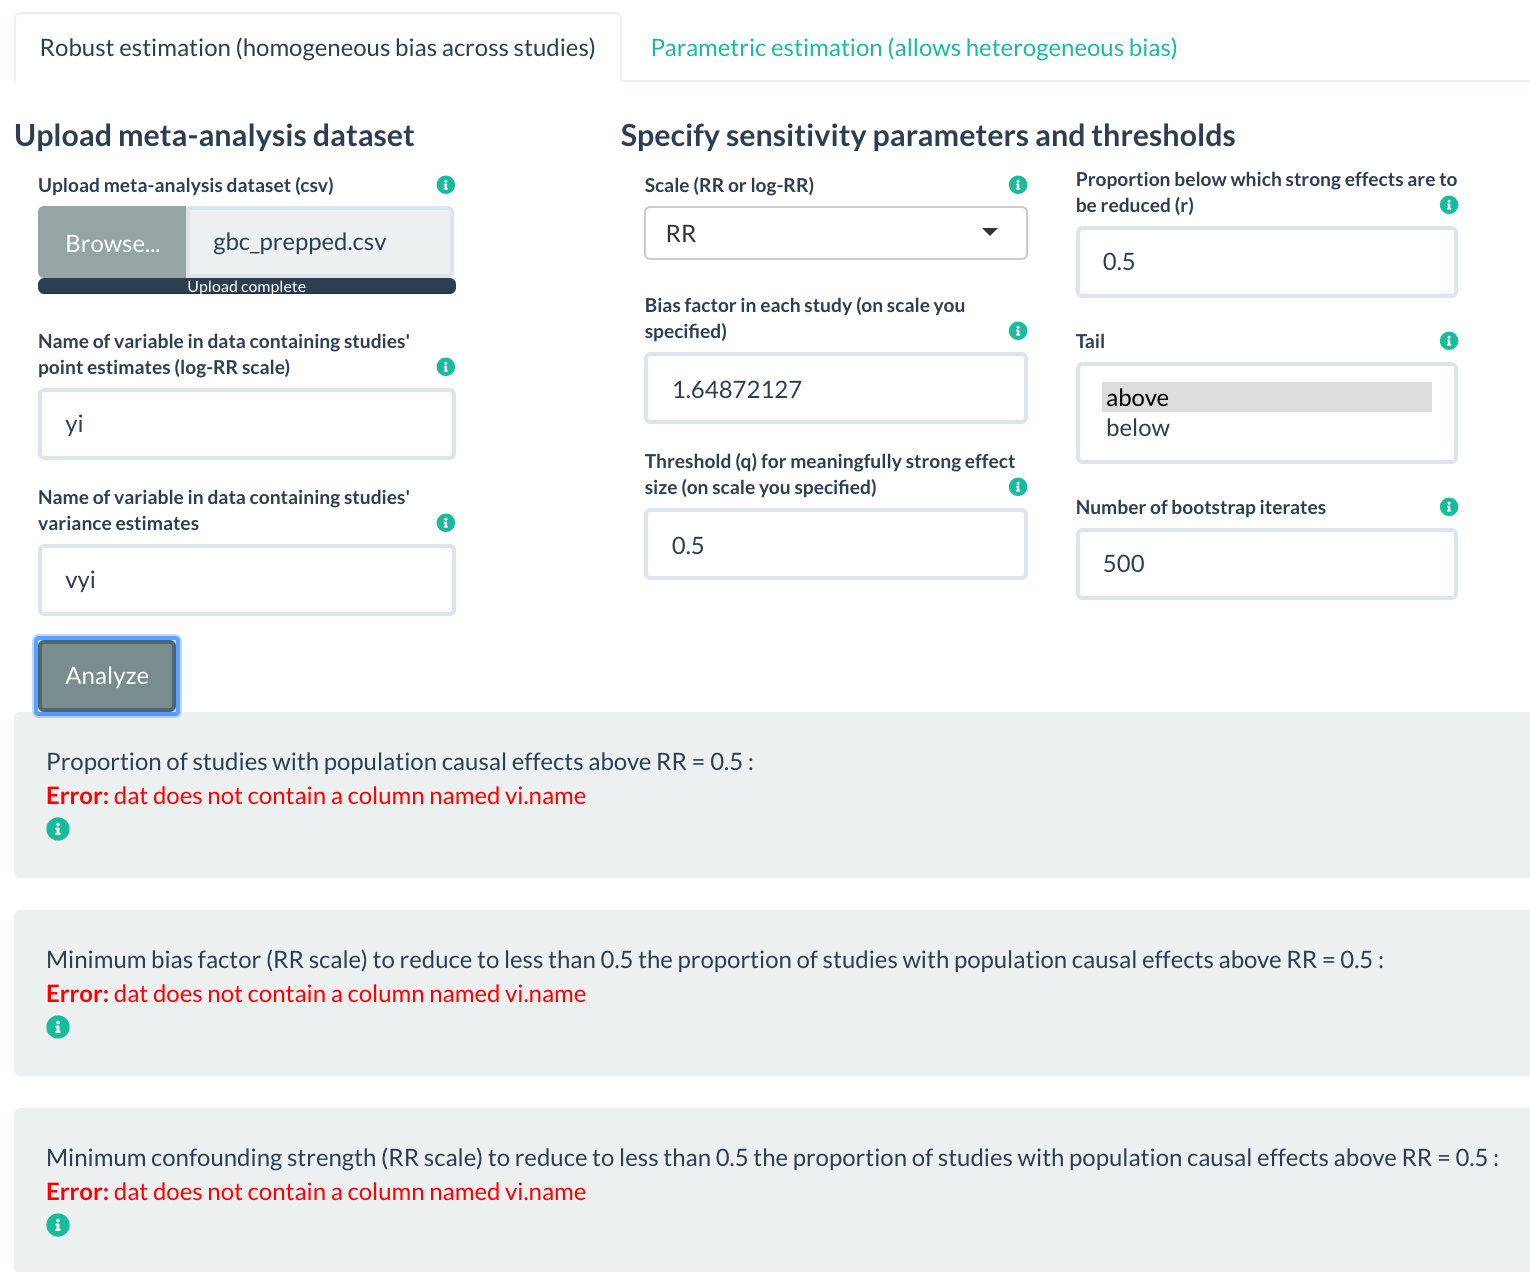 Robust estimation (homogeneous bias across studies)
Parametric estimation (allows heterogeneous bias)
Upload meta-analysis dataset
Upload meta-analysis dataset (csv)
Browse...
gbc_prepped.csv
Upload complete
Name of variable in data containing studies'
point estimates (log-RR scale)
yi
Name of variable in data containing studies'
variance estimates
vyi
Analyze
Specify sensitivity parameters and thresholds
Scale (RR or log-RR)
RR
Bias factor in each study (on scale you
specified)
1.64872127
Threshold (q) for meaningfully strong effect
size (on scale you specified)
0.5
Proportion below which strong effects are to
be reduced (r)
0.5
Tail
above
below
Number of bootstrap iterates
500
Proportion of studies with population causal effects above RR = 0.5 :
Error: dat does not contain a column named vi.name
Minimum bias factor (RR scale) to reduce to less than 0.5 the proportion of studies with population causal effects above RR = 0.5 :
Error: dat does not contain a column named vi.name
Minimum confounding strength (RR scale) to reduce to less than 0.5 the proportion of studies with population causal effects above RR = 0.5 :
Error: dat does not contain a column named vi.name